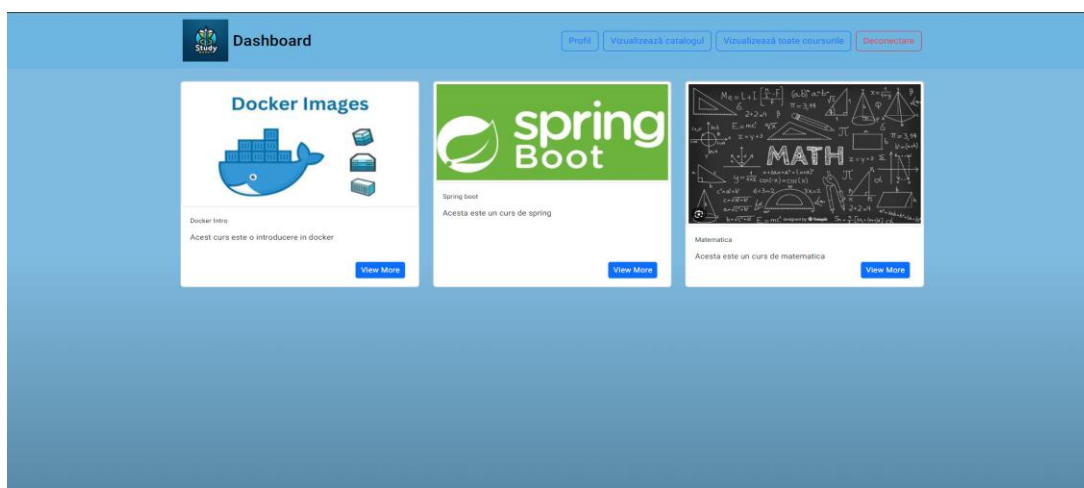 Study
Dashboard
Profil
Vizualizează catalogul
Vizualizează toate coursurile
Deconectare
Docker Images
Docker Intro
Acest curs este o introducere in docker
View More
spring
Boot
Spring boot
Acesta este un curs de spring
View More
MATH
Matematica
Acesta este un curs de matematica
View More